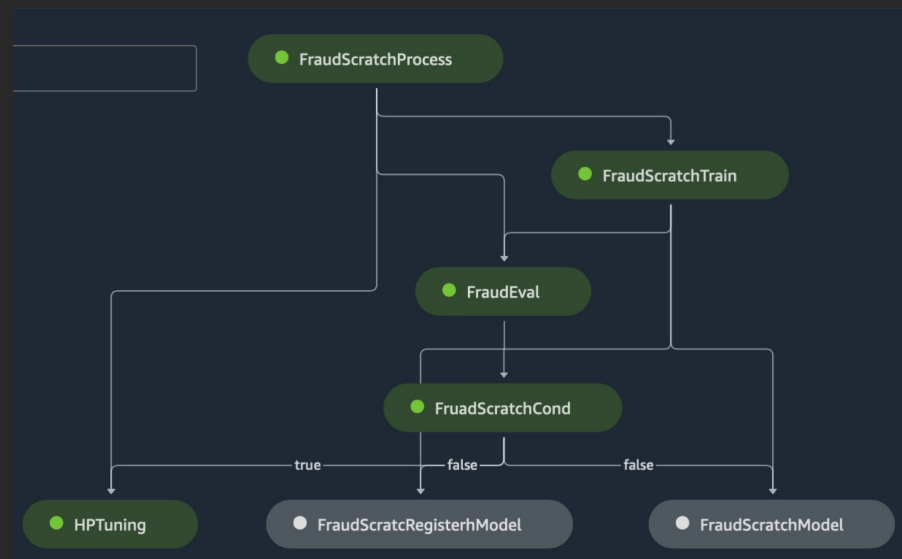 FraudScratchProcess
FraudScratchTrain
FraudEval
FruadScratchCond
true
false
false
HPTuning
FraudScratcRegisterhModel
FraudScratchModel